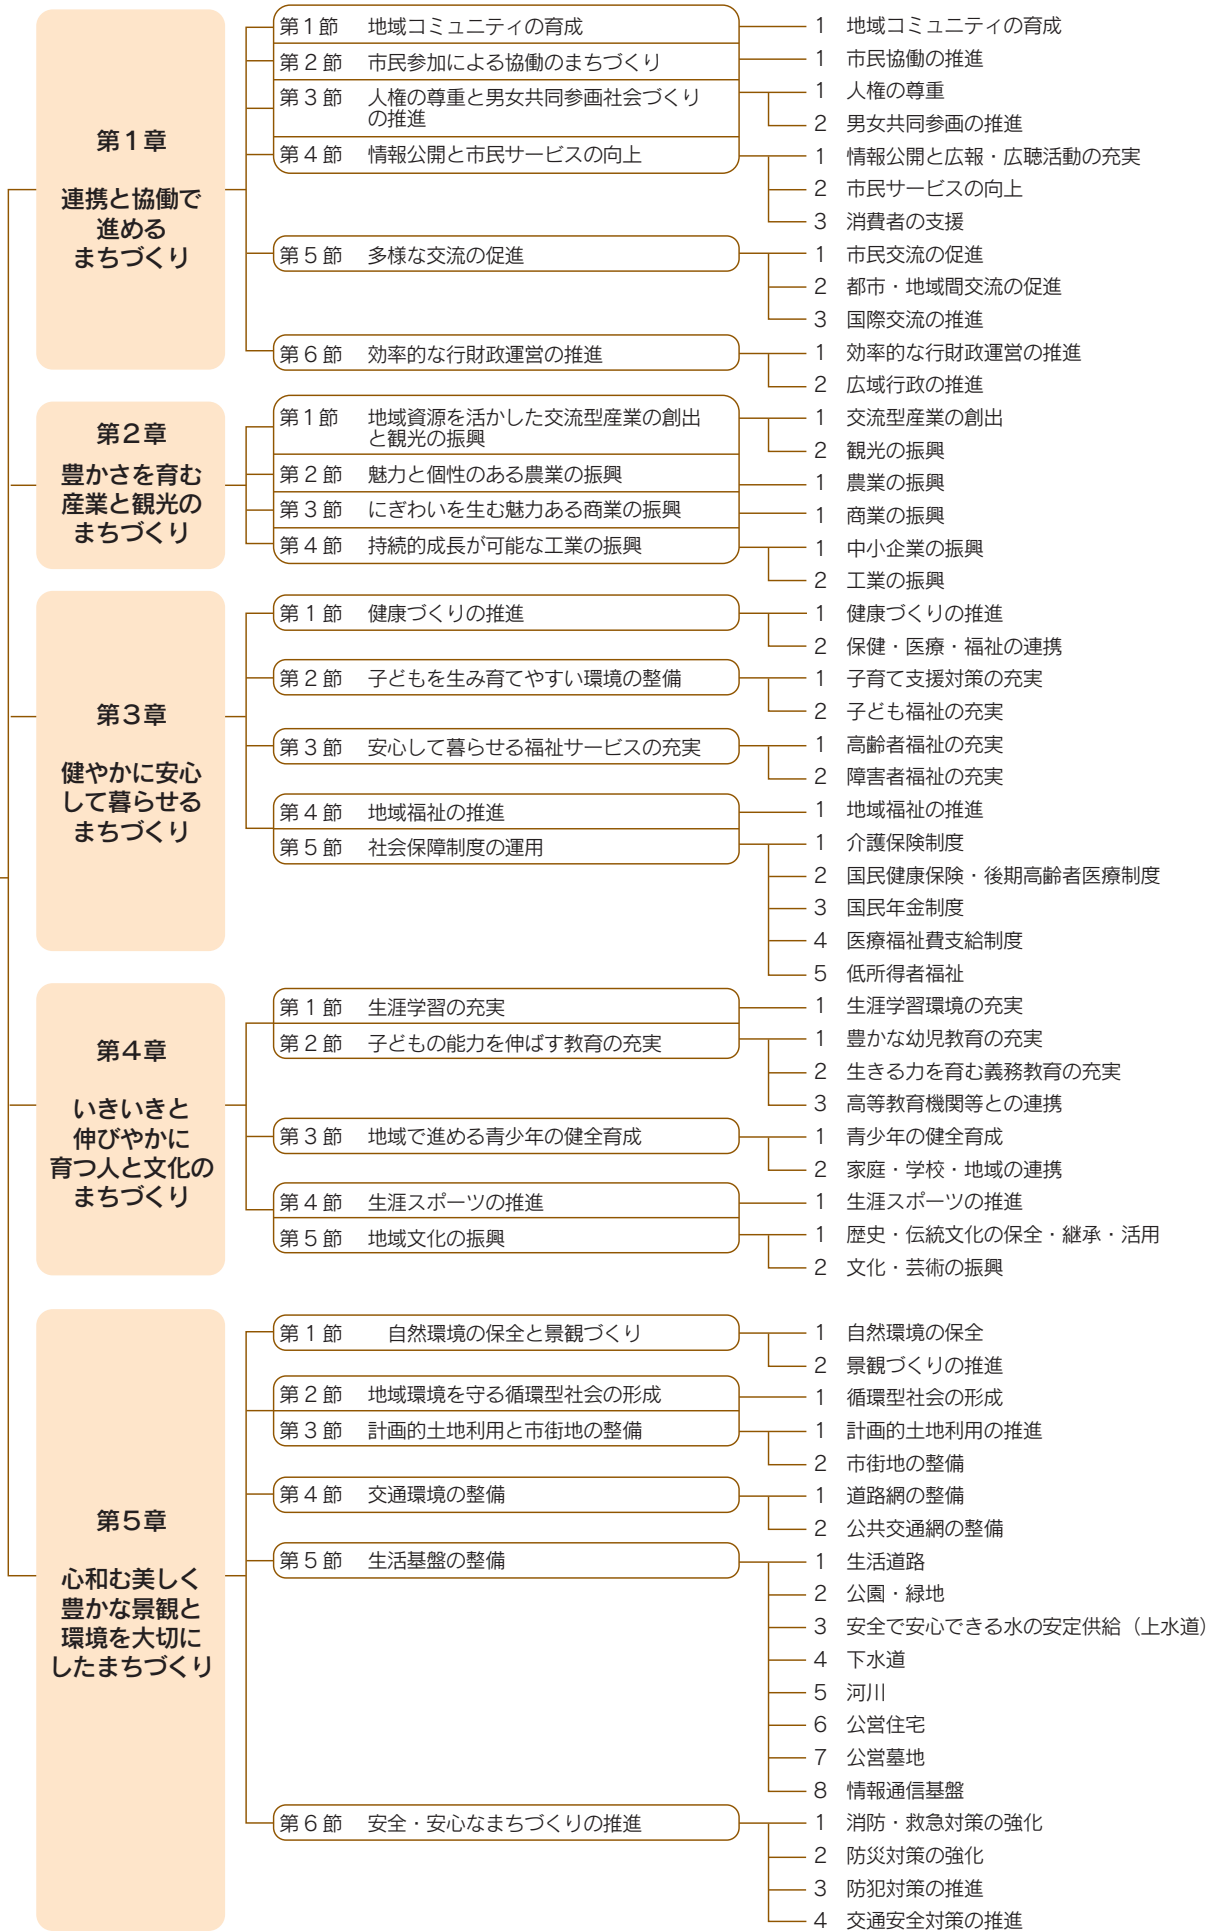 第1章
連携と協働で
進める
まちづくり
第1節 地域コミュニティの育成
1 地域コミュニティの育成
第2節 市民参加による協働のまちづくり
1 市民協働の推進
第3節 人権の尊重と男女共同参画社会づくり
の推進
1 人権の尊重
2 男女共同参画の推進
第4節 情報公開と市民サービスの向上
1 情報公開と広報・広聴活動の充実
2 市民サービスの向上
3 消費者の支援
第5節 多様な交流の促進
1 市民交流の促進
2 都市・地域間交流の促進
3 国際交流の推進
第6節 効率的な行財政運営の推進
1 効率的な行財政運営の推進
2 広域行政の推進
第2章
豊かさを育む
産業と観光の
まちづくり
第1節 地域資源を活かした交流型産業の創出
と観光の振興
1 交流型産業の創出
2 観光の振興
第2節 魅力と個性のある農業の振興
1 農業の振興
第3節 にぎわいを生む魅力ある商業の振興
1 商業の振興
第4節 持続的成長が可能な工業の振興
1 中小企業の振興
2 工業の振興
第3章
健やかに安心
して暮らせる
まちづくり
第1節 健康づくりの推進
1 健康づくりの推進
2 保健・医療・福祉の連携
第2節 子どもを生み育てやすい環境の整備
1 子育て支援対策の充実
2 子ども福祉の充実
第3節 安心して暮らせる福祉サービスの充実
1 高齢者福祉の充実
2 障害者福祉の充実
第4節 地域福祉の推進
1 地域福祉の推進
第5節 社会保障制度の運用
1 介護保険制度
2 国民健康保険・後期高齢者医療制度
3 国民年金制度
4 医療福祉費支給制度
5 低所得者福祉
第4章
いきいきと
伸びやかに
育つ人と文化の
まちづくり
第1節 生涯学習の充実
1 生涯学習環境の充実
第2節 子どもの能力を伸ばす教育の充実
1 豊かな幼児教育の充実
2 生きる力を育む義務教育の充実
3 高等教育機関等との連携
第3節 地域で進める青少年の健全育成
1 青少年の健全育成
2 家庭・学校・地域の連携
第4節 生涯スポーツの推進
1 生涯スポーツの推進
第5節 地域文化の振興
1 歴史・伝統文化の保全・継承・活用
2 文化・芸術の振興
第5章
心和む美しく
豊かな景観と
環境を大切に
したまちづくり
第1節 自然環境の保全と景観づくり
1 自然環境の保全
2 景観づくりの推進
第2節 地域環境を守る循環型社会の形成
1 循環型社会の形成
第3節 計画的土地利用と市街地の整備
1 計画的土地利用の推進
2 市街地の整備
第4節 交通環境の整備
1 道路網の整備
2 公共交通網の整備
第5節 生活基盤の整備
1 生活道路
2 公園・緑地
3 安全で安心できる水の安定供給（上水道）
4 下水道
5 河川
6 公営住宅
7 公営墓地
8 情報通信基盤
第6節 安全・安心なまちづくりの推進
1 消防・救急対策の強化
2 防災対策の強化
3 防犯対策の推進
4 交通安全対策の推進